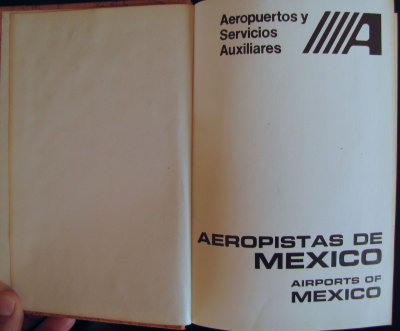 Aeropuertos y
Servicios
Auxiliares
AEROPISTAS DE
MEXICO
AIRPORTS OF
MEXICO